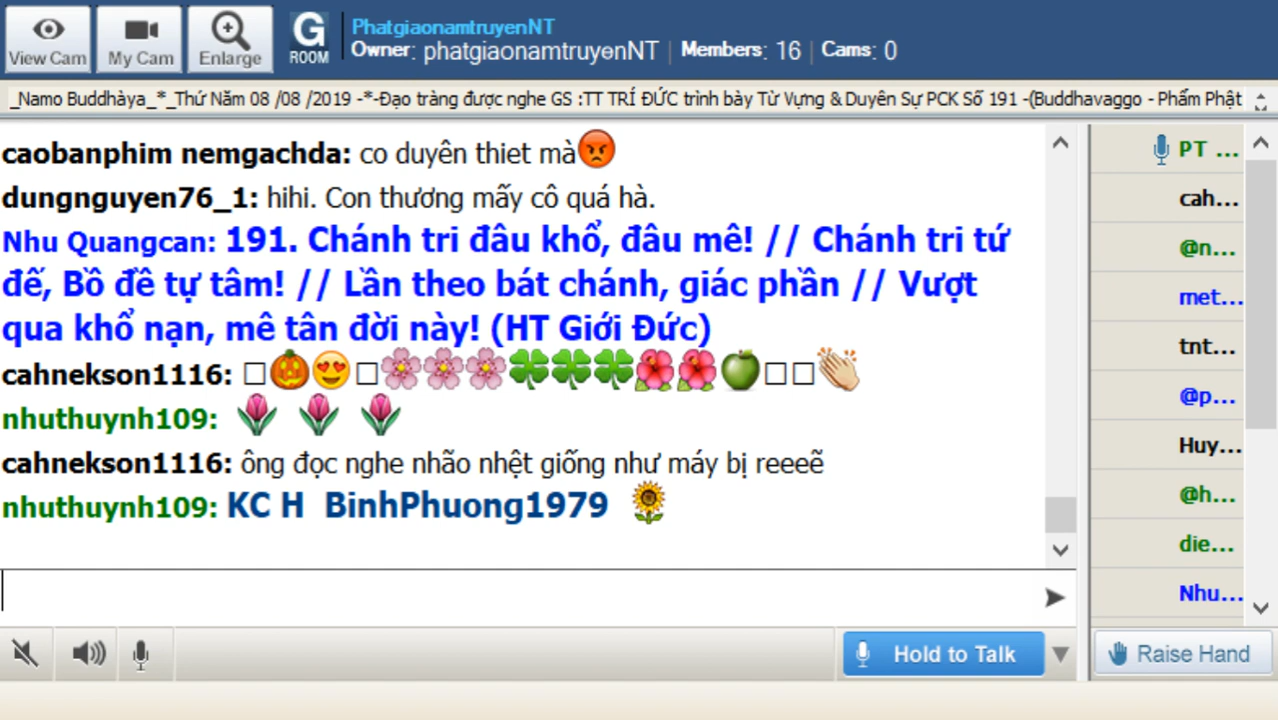 View Cam
My Cam
Enlarge
G
ROOM
PhatgiaonamtruyenNT
Owner: phatgiaonamtruyenNT | Members: 16 | Cams: 0
_Namo Buddhàya_*_Thứ Năm 08 /08 /2019 -*-Đạo tràng được nghe GS :TT TRÍ ĐỨC trình bày Từ Vựng & Duyên Sự PCK Số 191 -(Buddhavaggo - Phẩm Phật
caobanphim nemgachda: co duyên thiet mà😡
dungnguyen76_1: hihi. Con thương mấy cô quá hà.
Nhu Quangcan: 191. Chánh tri đâu khổ, đâu mê! // Chánh tri tứ
đế, Bồ đề tự tâm! // Lần theo bát chánh, giác phần // Vượt
qua khổ nạn, mê tân đời này! (HT Giới Đức)
cahnekson1116: □🎃😍□🌸🌸🌸🍀🍀🍀🌺🌺🍏□□👏
nhuthuynh109: 🌷 🌷 🌷
cahnekson1116: ông đọc nghe nhão nhệt giống như máy bị reeeẽ
nhuthuynh109: KC H BinhPhuong1979 🌻
PT ...
cah...
@n...
met...
tnt...
@p...
Huy...
@h...
die...
Nhu...
Hold to Talk
Raise Hand